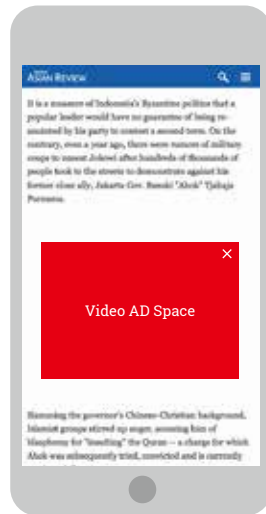 ASIAN REVIEW
It is a measure of Indonesia's Byzantine politics that a
popular leader would have no guarantee of being re-
anointed by his party to contest a second term. On the
contrary, even a year ago, there were rumors of military
coups to unseat Jokowi after hundreds of thousands of
people took to the streets to demonstrate against his
former close ally, Jakarta Gov. Basuki "Ahok" Tjahaja
Purnama.
Video AD Space
the governor's Chinese-Christian background,
Islamist groups stirred up anger, accusing him of
blasphemy for "insulting" the Quran -- a charge for which
Ahok was subsequently tried, convicted and is currently